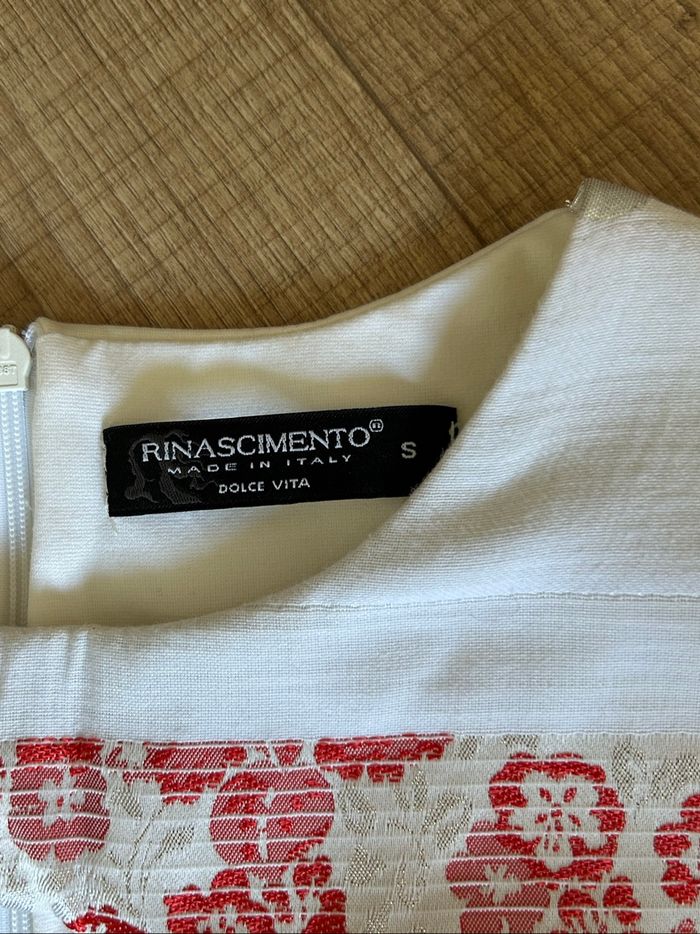 RINASCIMENTO®
MADE IN ITALY
DOLCE VITA
S